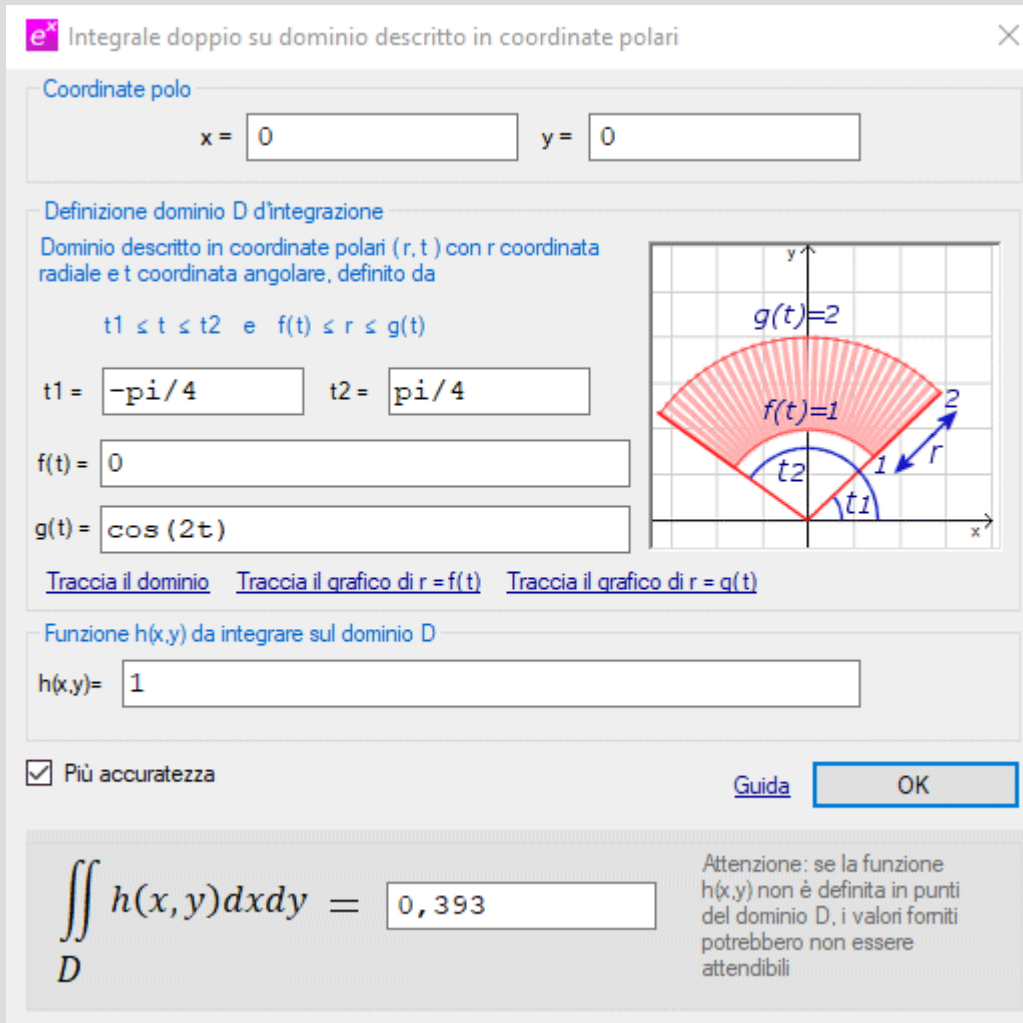 e^x Integrale doppio su dominio descritto in coordinate polari
Coordinate polo
x = 0 y = 0
Definizione dominio D d'integrazione
Dominio descritto in coordinate polari ( r, t ) con r coordinata
radiale e t coordinata angolare, definito da
t1 ≤ t ≤ t2 e f(t) ≤ r ≤ g(t)
t1 = -pi/4 t2 = pi/4
f(t) = 0
g(t) = cos(2t)
y
g(t)=2
f(t)=1
2
r
1
t2
t1
x
Traccia il dominio Traccia il grafico di r = f(t) Traccia il grafico di r = g(t)
Funzione h(x,y) da integrare sul dominio D
h(x,y)= 1
Più accuratezza
Guida OK
∬ h(x,y)dxdy = 0,393
D
Attenzione: se la funzione
h(x,y) non è definita in punti
del dominio D, i valori forniti
potrebbero non essere
attendibili